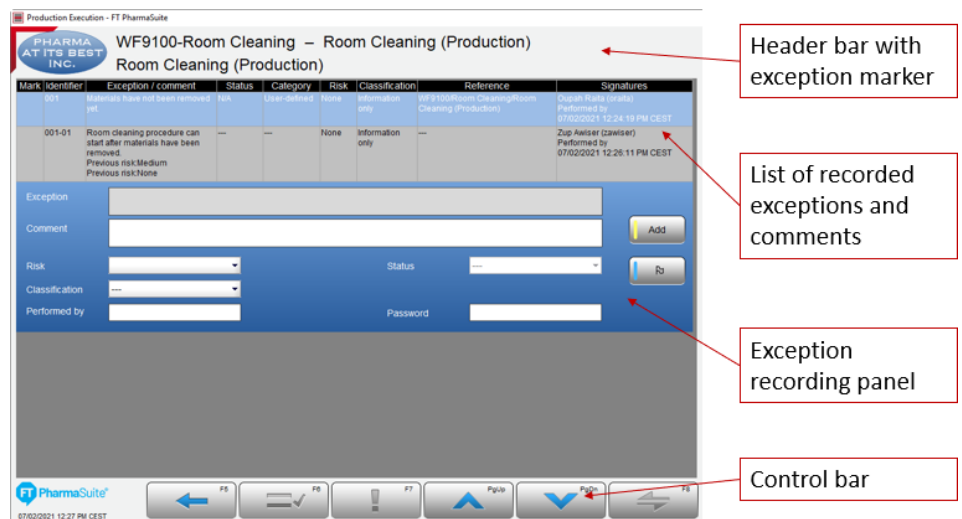 Production Execution - FT PharmaSuite
PHARMA
AT ITS BEST
INC.
WF9100-Room Cleaning – Room Cleaning (Production)
Room Cleaning (Production)
Header bar with
exception marker
Mark Identifier Exception / comment Status Category Risk Classification Reference Signatures
001 Materials have not been removed N/A User-defined None Information WF9100/Room Cleaning/Room Oupah Raita (oraita)
yet. only Cleaning (Production) Performed by
07/02/2021 12:24:19 PM CEST
001-01 Room cleaning procedure can --- --- None Information --- Zup Awiser (zawiser)
start after materials have been only Performed by
removed. 07/02/2021 12:26:11 PM CEST
Previous risk:Medium
Previous risk:None
List of recorded
exceptions and
comments
Exception
Comment
Add
Risk Status ---
Classification ---
Performed by Password
Exception
recording panel
Control bar
FT PharmaSuite®
F5 F6 F7 PgUp PgDn F8
07/02/2021 12:27 PM CEST